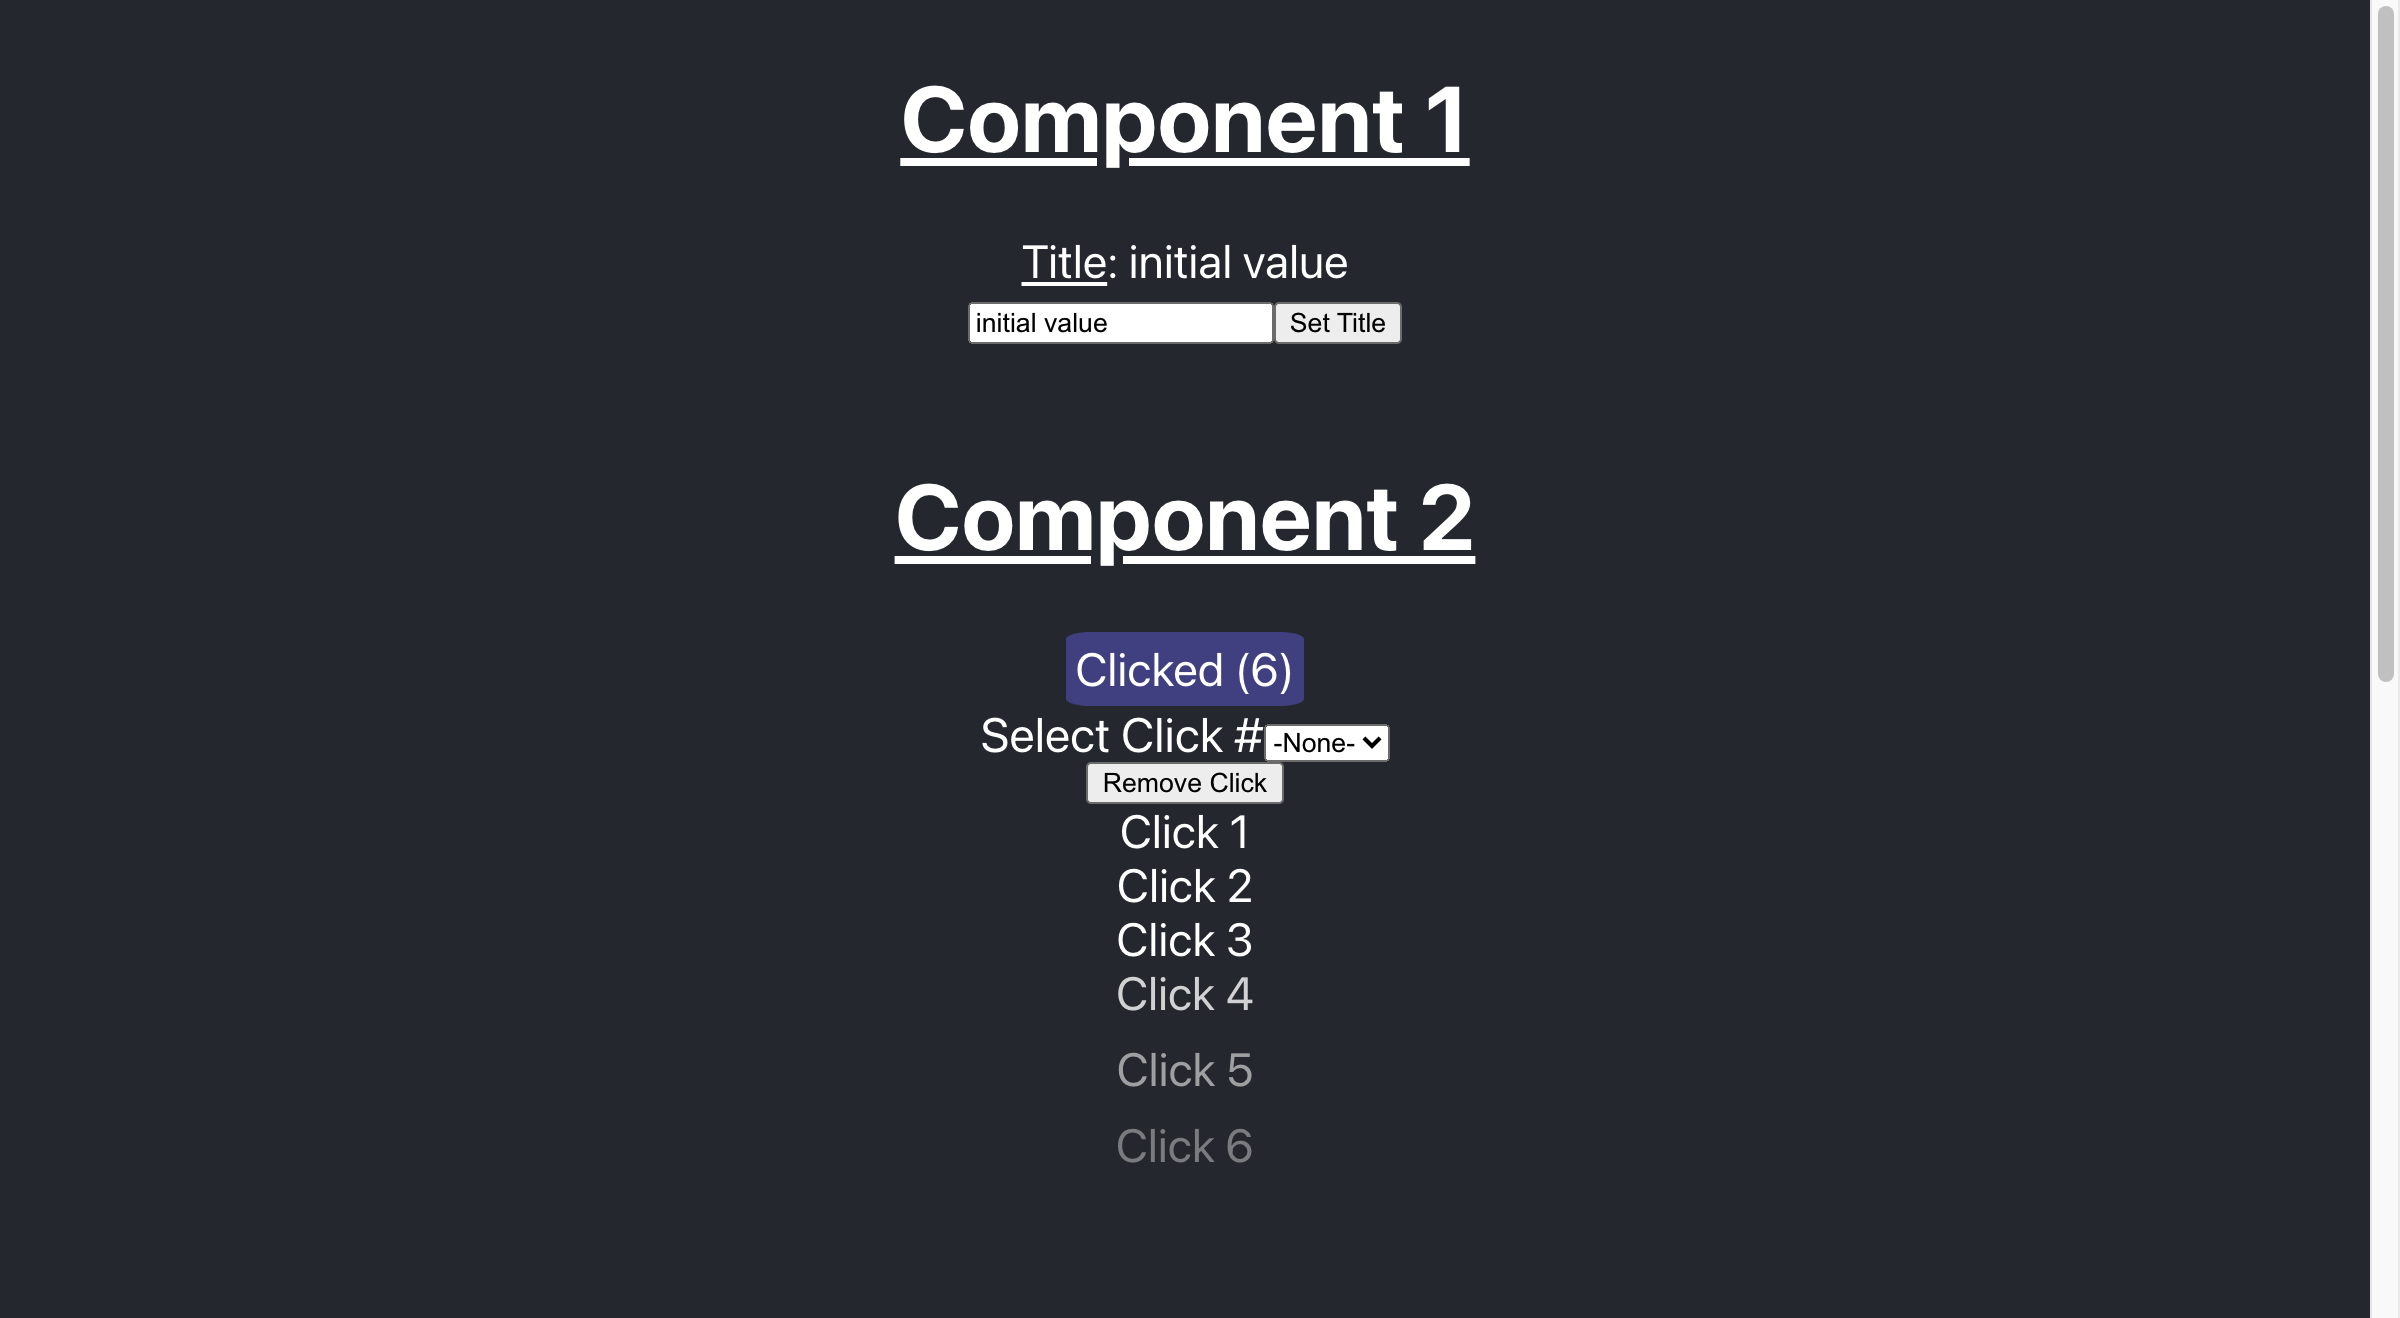 Component 1
Title: initial value
initial value Set Title
Component 2
Clicked (6)
Select Click # -None-
Remove Click
Click 1
Click 2
Click 3
Click 4
Click 5
Click 6